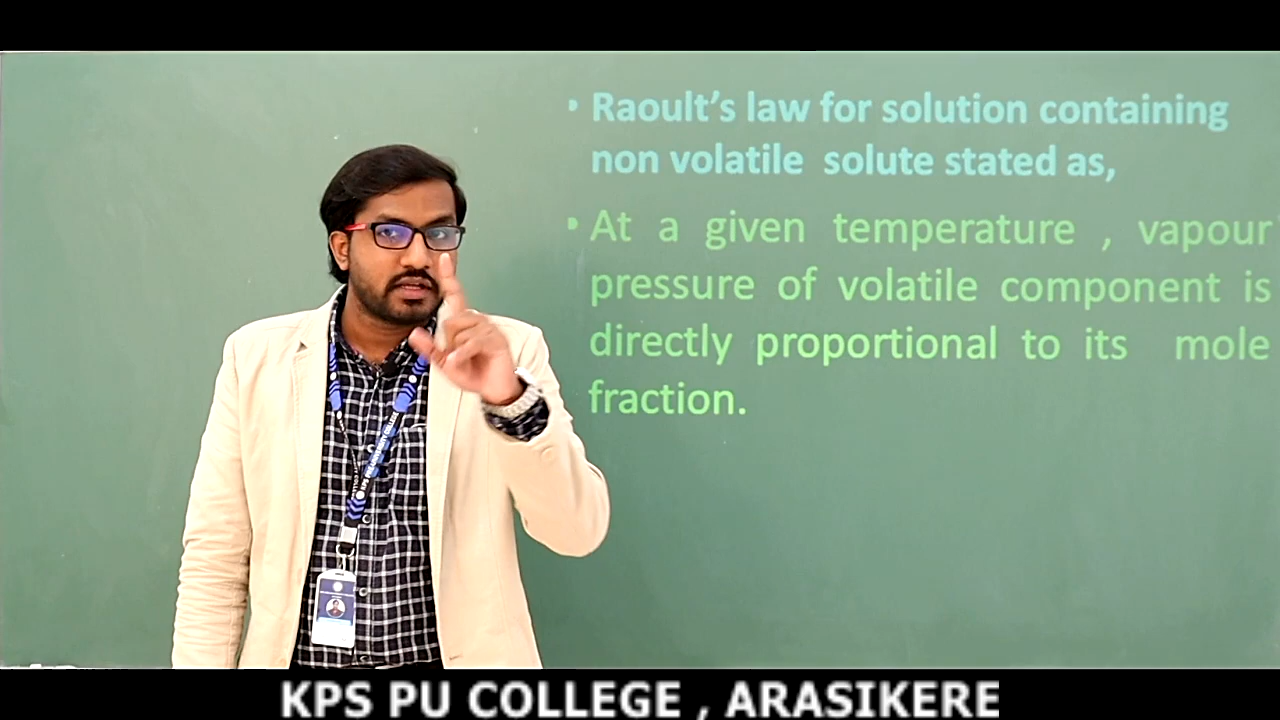 • Raoult’s law for solution containing
non volatile solute stated as,
• At a given temperature , vapour
pressure of volatile component is
directly proportional to its mole
fraction.
KPS PU COLLEGE , ARASIKERE